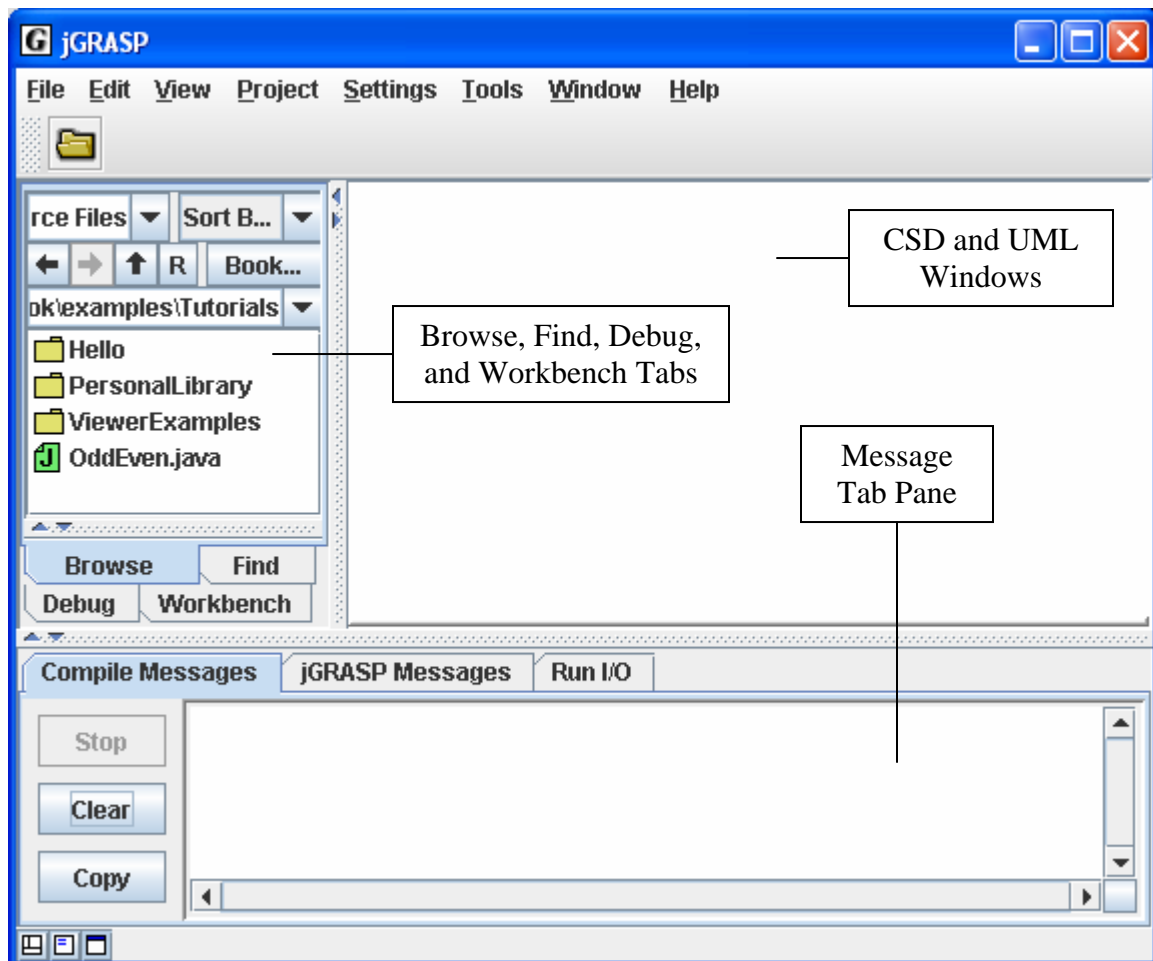 G jGRASP
File Edit View Project Settings Tools Window Help
rce Files Sort B...
R Book...
ok\examples\Tutorials
Hello
PersonalLibrary
ViewerExamples
J OddEven.java
Browse Find
Debug Workbench
CSD and UML
Windows
Browse, Find, Debug,
and Workbench Tabs
Message
Tab Pane
Compile Messages jGRASP Messages Run I/O
Stop
Clear
Copy